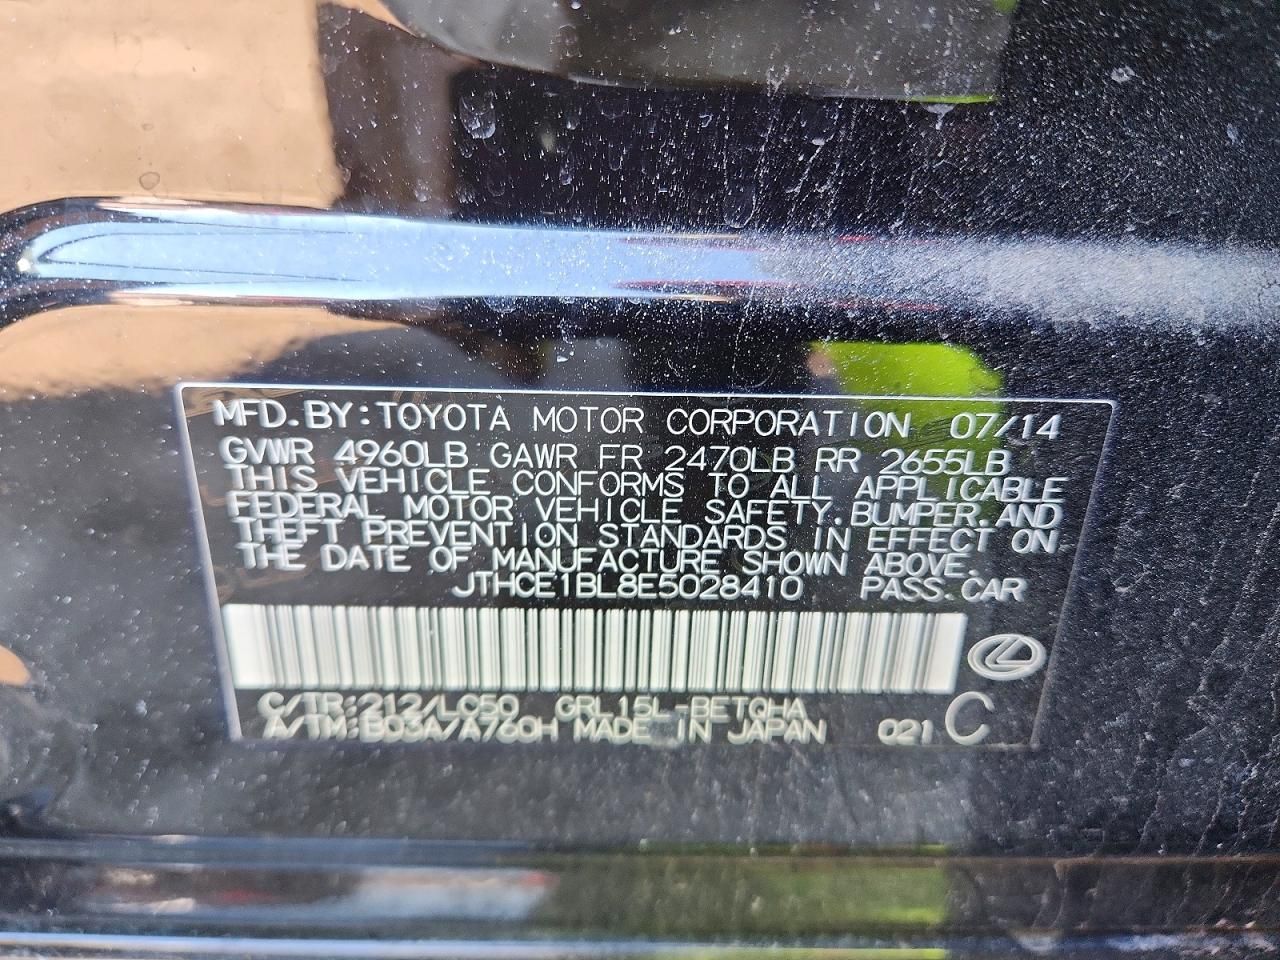 MFD.BY:TOYOTA MOTOR CORPORATION 07/14
GVWR 4960LB GAWR FR 2470LB RR 2655LB
THIS VEHICLE CONFORMS TO ALL APPLICABLE
FEDERAL MOTOR VEHICLE SAFETY.BUMPER.AND
THEFT PREVENTION STANDARDS IN EFFECT ON
THE DATE OF MANUFACTURE SHOWN ABOVE.
JTHCE1BL8E5028410 PASS.CAR
C/TR:212/LC50 GRL15L-BETQHA
A/TM:B03A/A760H MADE IN JAPAN 021 C